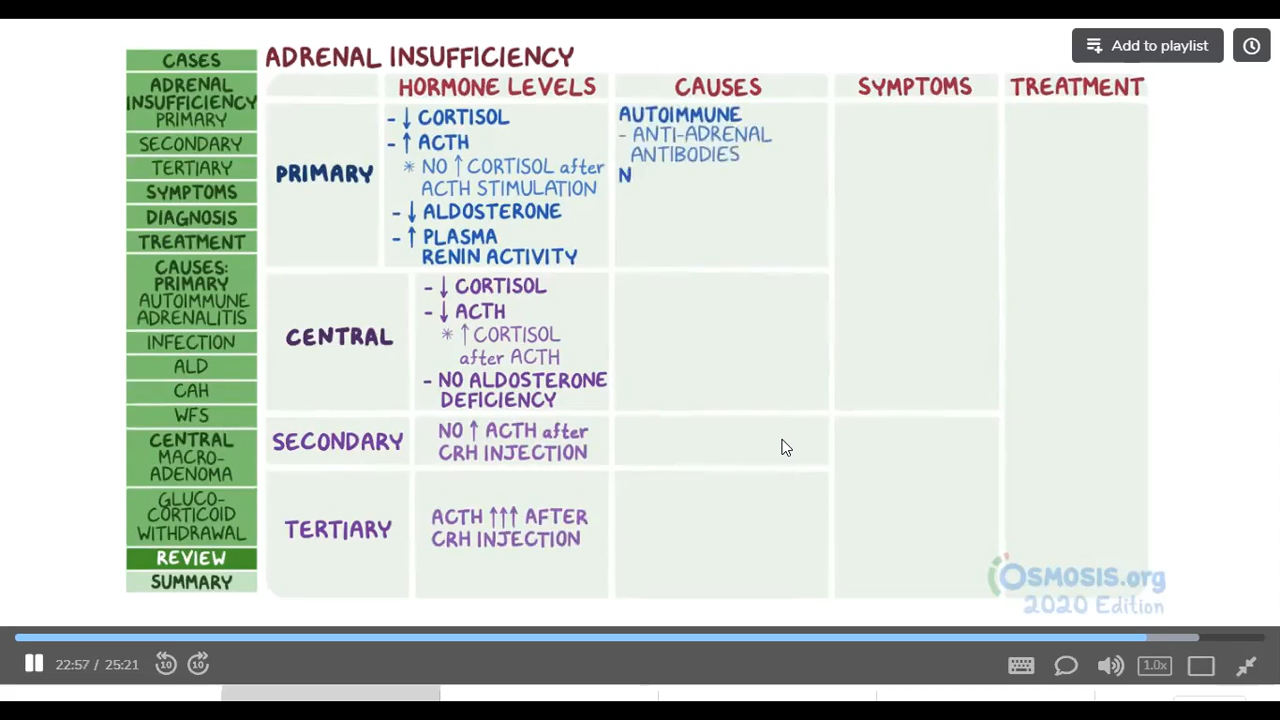 Add to playlist
ADRENAL INSUFFICIENCY
CASES
ADRENAL
INSUFFICIENCY
PRIMARY
SECONDARY
TERTIARY
SYMPTOMS
DIAGNOSIS
TREATMENT
CAUSES:
PRIMARY
AUTOIMMUNE
ADRENALITIS
INFECTION
ALD
CAH
WFS
CENTRAL
MACRO-
ADENOMA
GLUCO-
CORTICOID
WITHDRAWAL
REVIEW
SUMMARY
HORMONE LEVELS
CAUSES
SYMPTOMS
TREATMENT
PRIMARY
- ↓ CORTISOL
- ↑ ACTH
* NO ↑ CORTISOL after
ACTH STIMULATION
- ↓ ALDOSTERONE
- ↑ PLASMA
RENIN ACTIVITY
AUTOIMMUNE
- ANTI-ADRENAL
ANTIBODIES
N
CENTRAL
- ↓ CORTISOL
- ↓ ACTH
* ↑ CORTISOL
after ACTH
- NO ALDOSTERONE
DEFICIENCY
SECONDARY
NO ↑ ACTH after
CRH INJECTION
TERTIARY
ACTH ↑↑↑ AFTER
CRH INJECTION
OSMOSIS.org
2020 Edition
22:57 / 25:21
10
10
1.0x